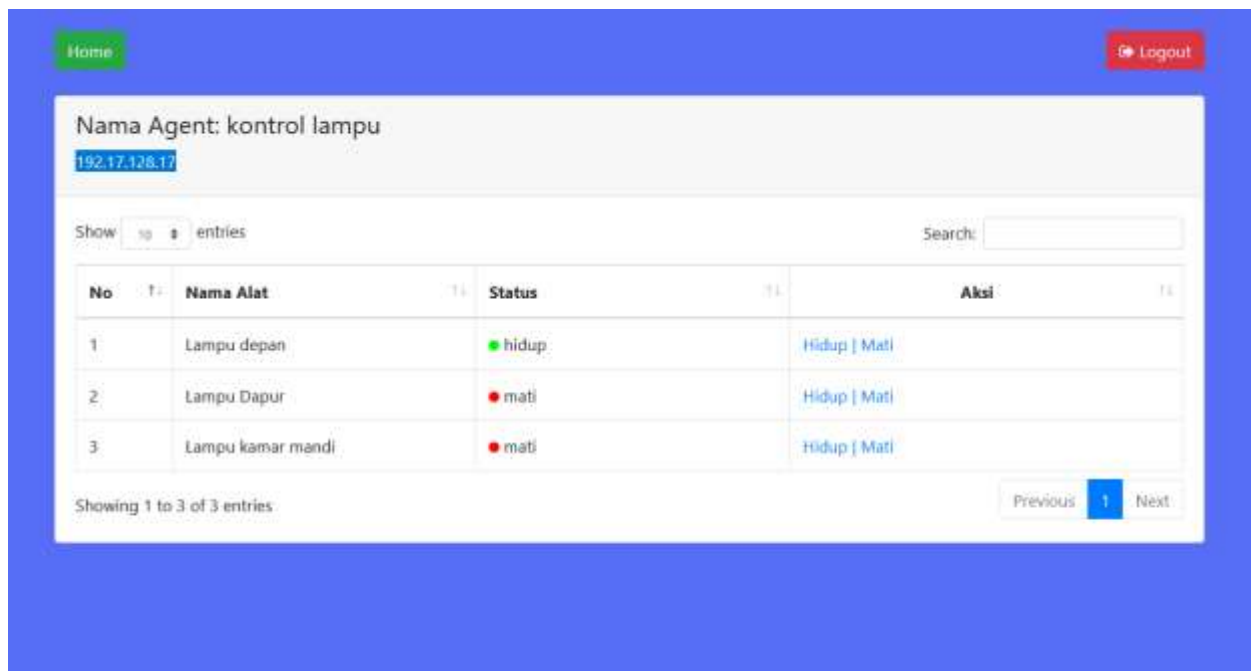 Home Logout
Nama Agent: kontrol lampu
192.17.128.17
Show 10 entries Search:
No Nama Alat Status Aksi
1 Lampu depan hidup Hidup | Mati
2 Lampu Dapur mati Hidup | Mati
3 Lampu kamar mandi mati Hidup | Mati
Showing 1 to 3 of 3 entries Previous 1 Next